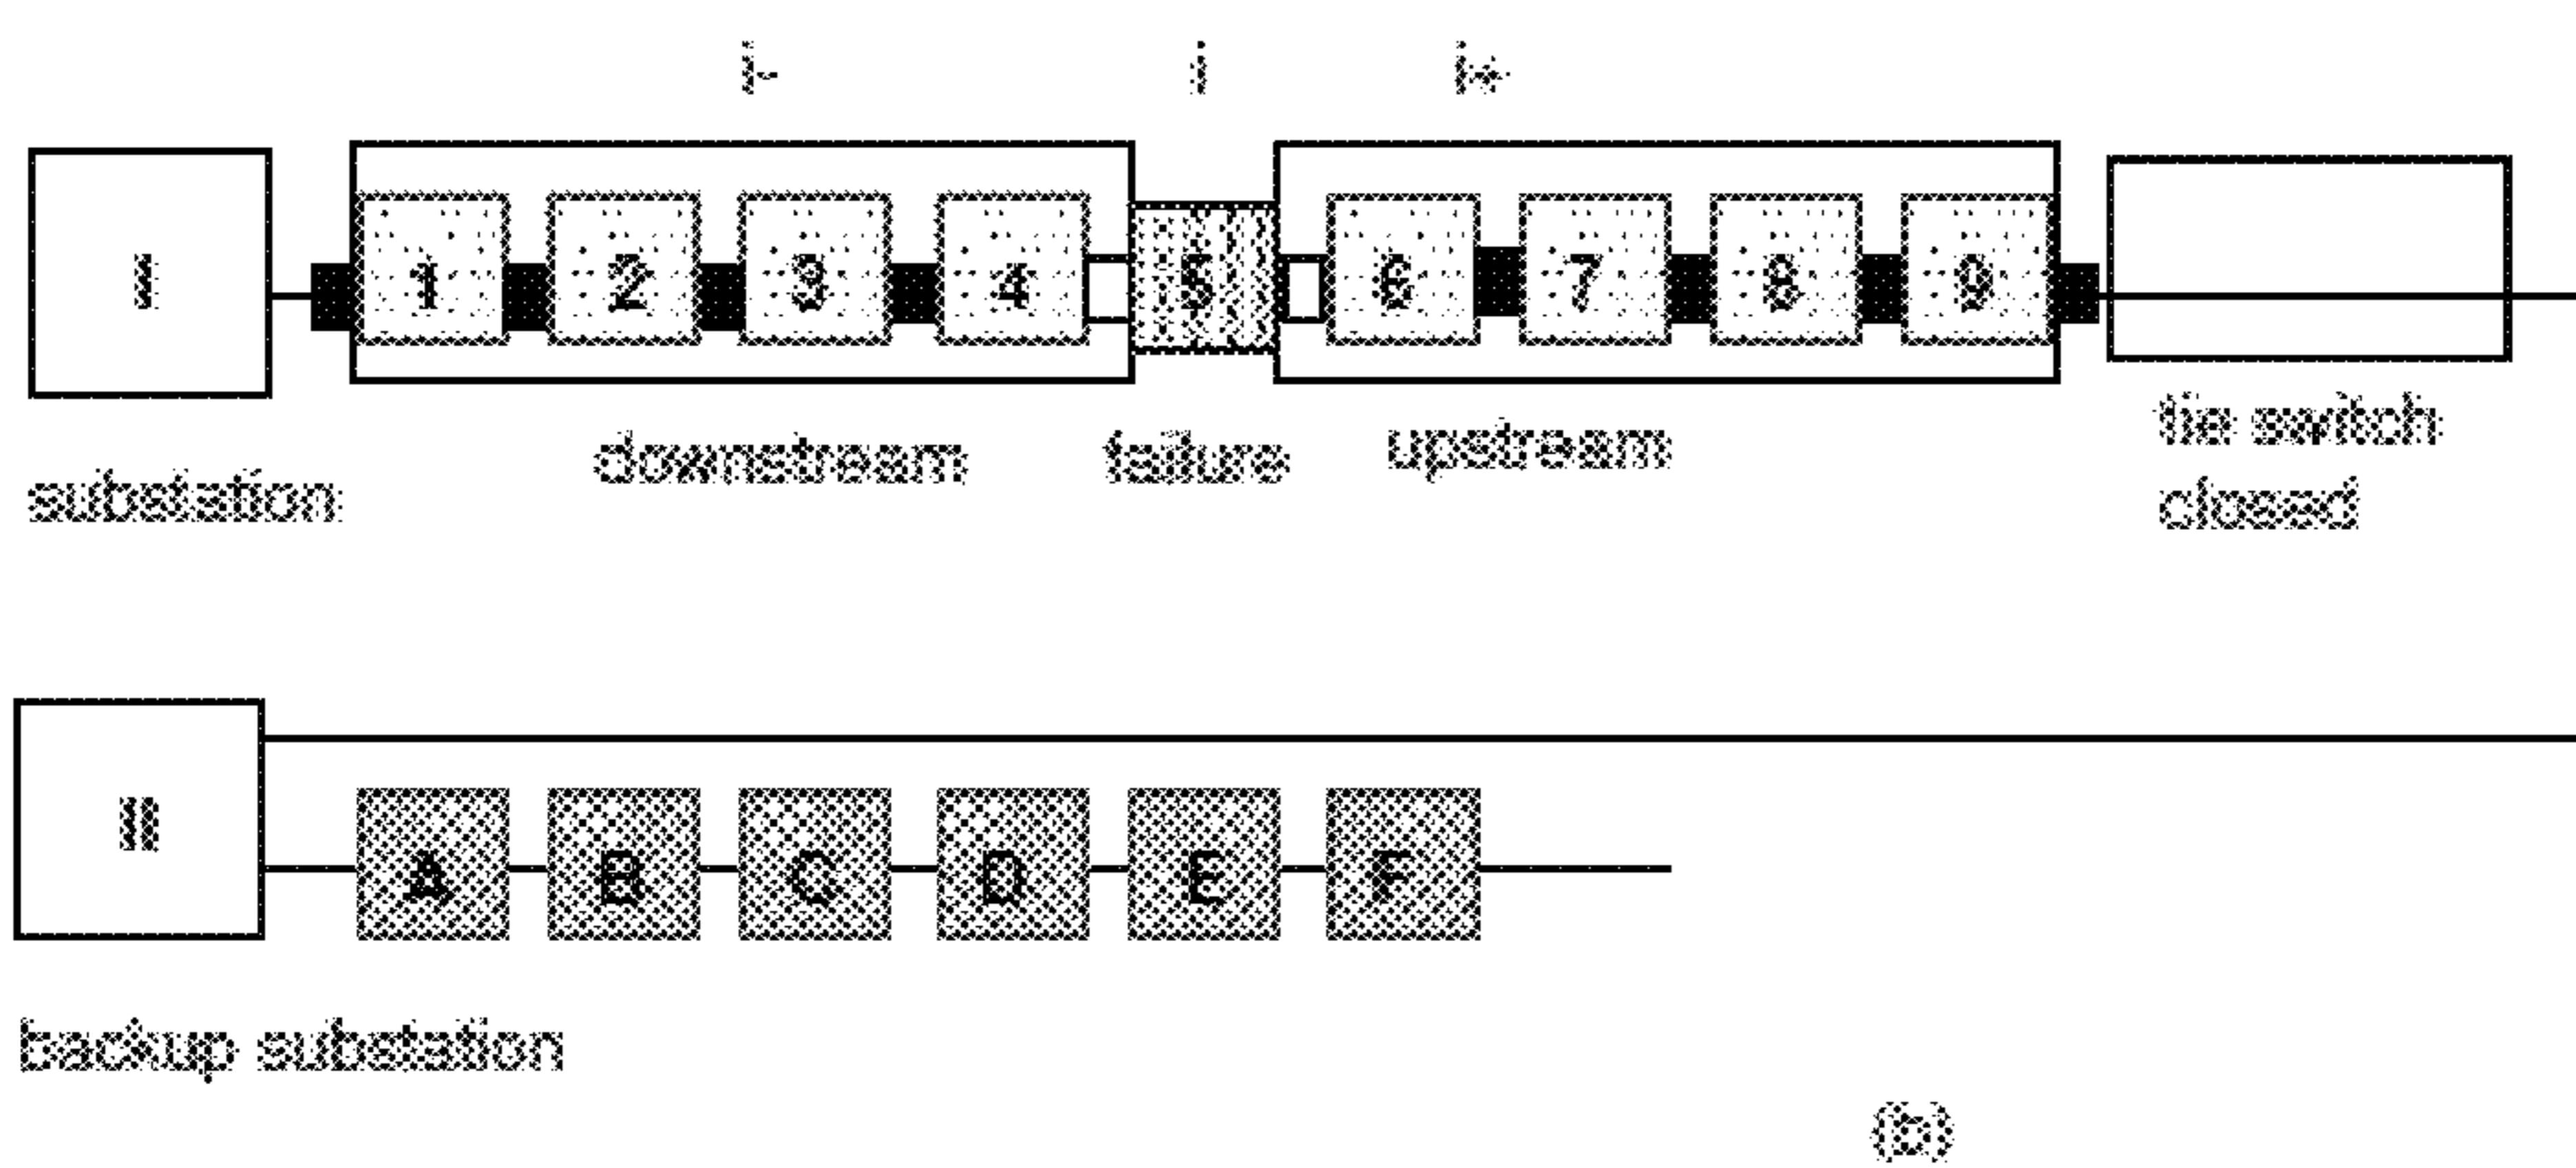 i- i i+
I 1 2 3 4 5 6 7 8 9
tie switch
downstream failure upstream
substation closed
II
A B C D E F
backup substation
(b)